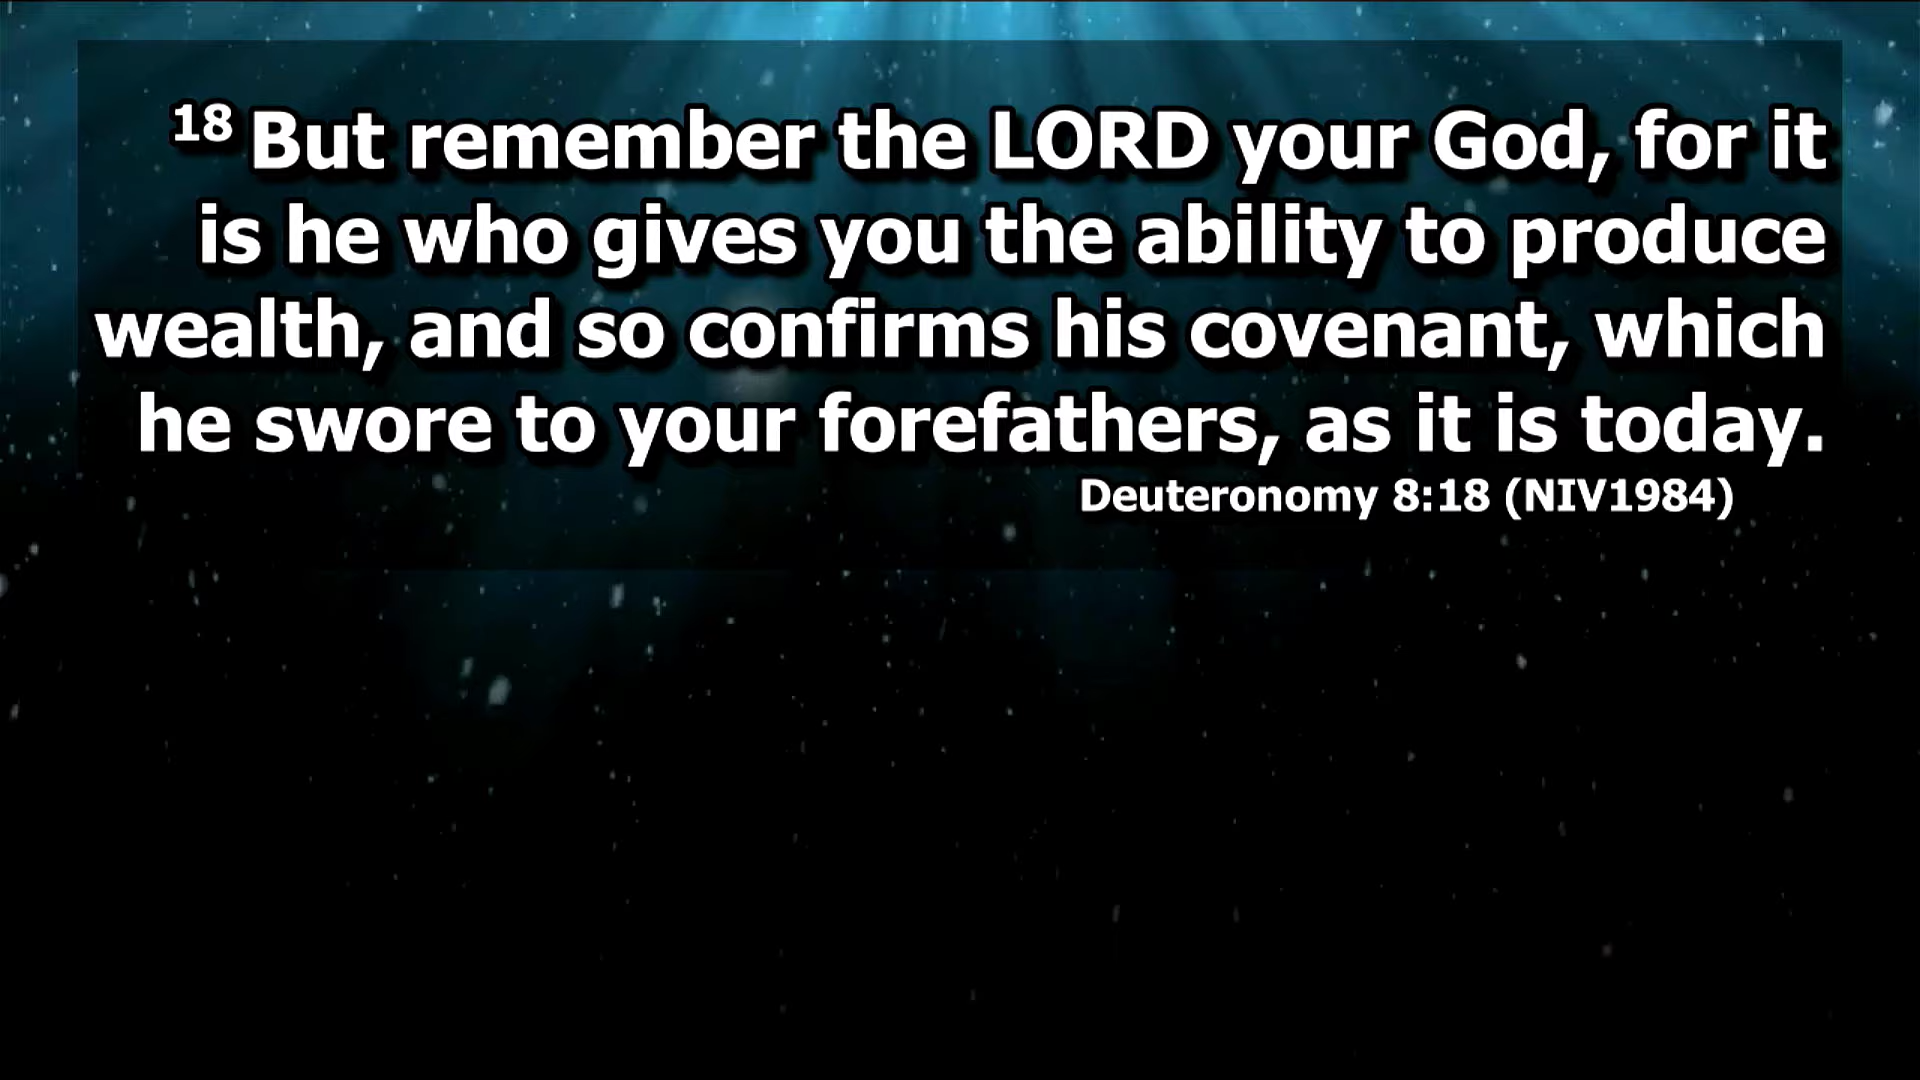 18 But remember the LORD your God, for it
is he who gives you the ability to produce
wealth, and so confirms his covenant, which
he swore to your forefathers, as it is today.
Deuteronomy 8:18 (NIV1984)